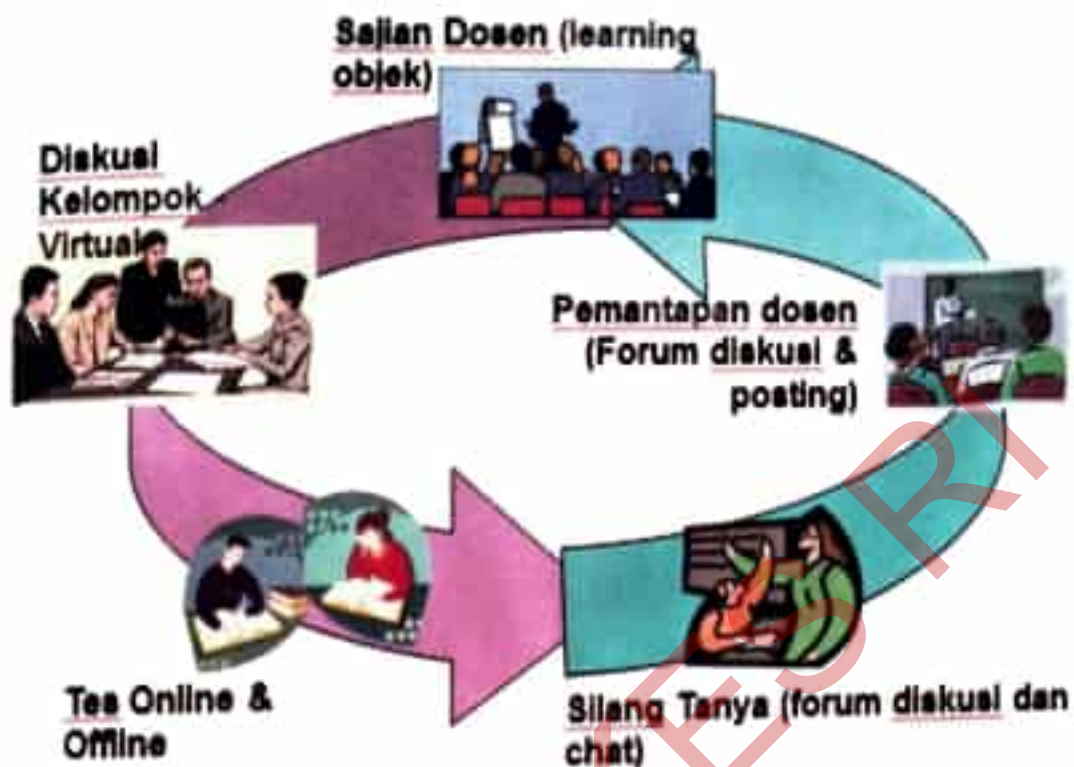 Sajian Dosen (learning
objek)
Diskusi
Kelompok
Virtual
Pemantapan dosen
(Forum diskusi &
posting)
Tes Online &
Offline
Silang Tanya (forum diskusi dan
chat)
ESRI